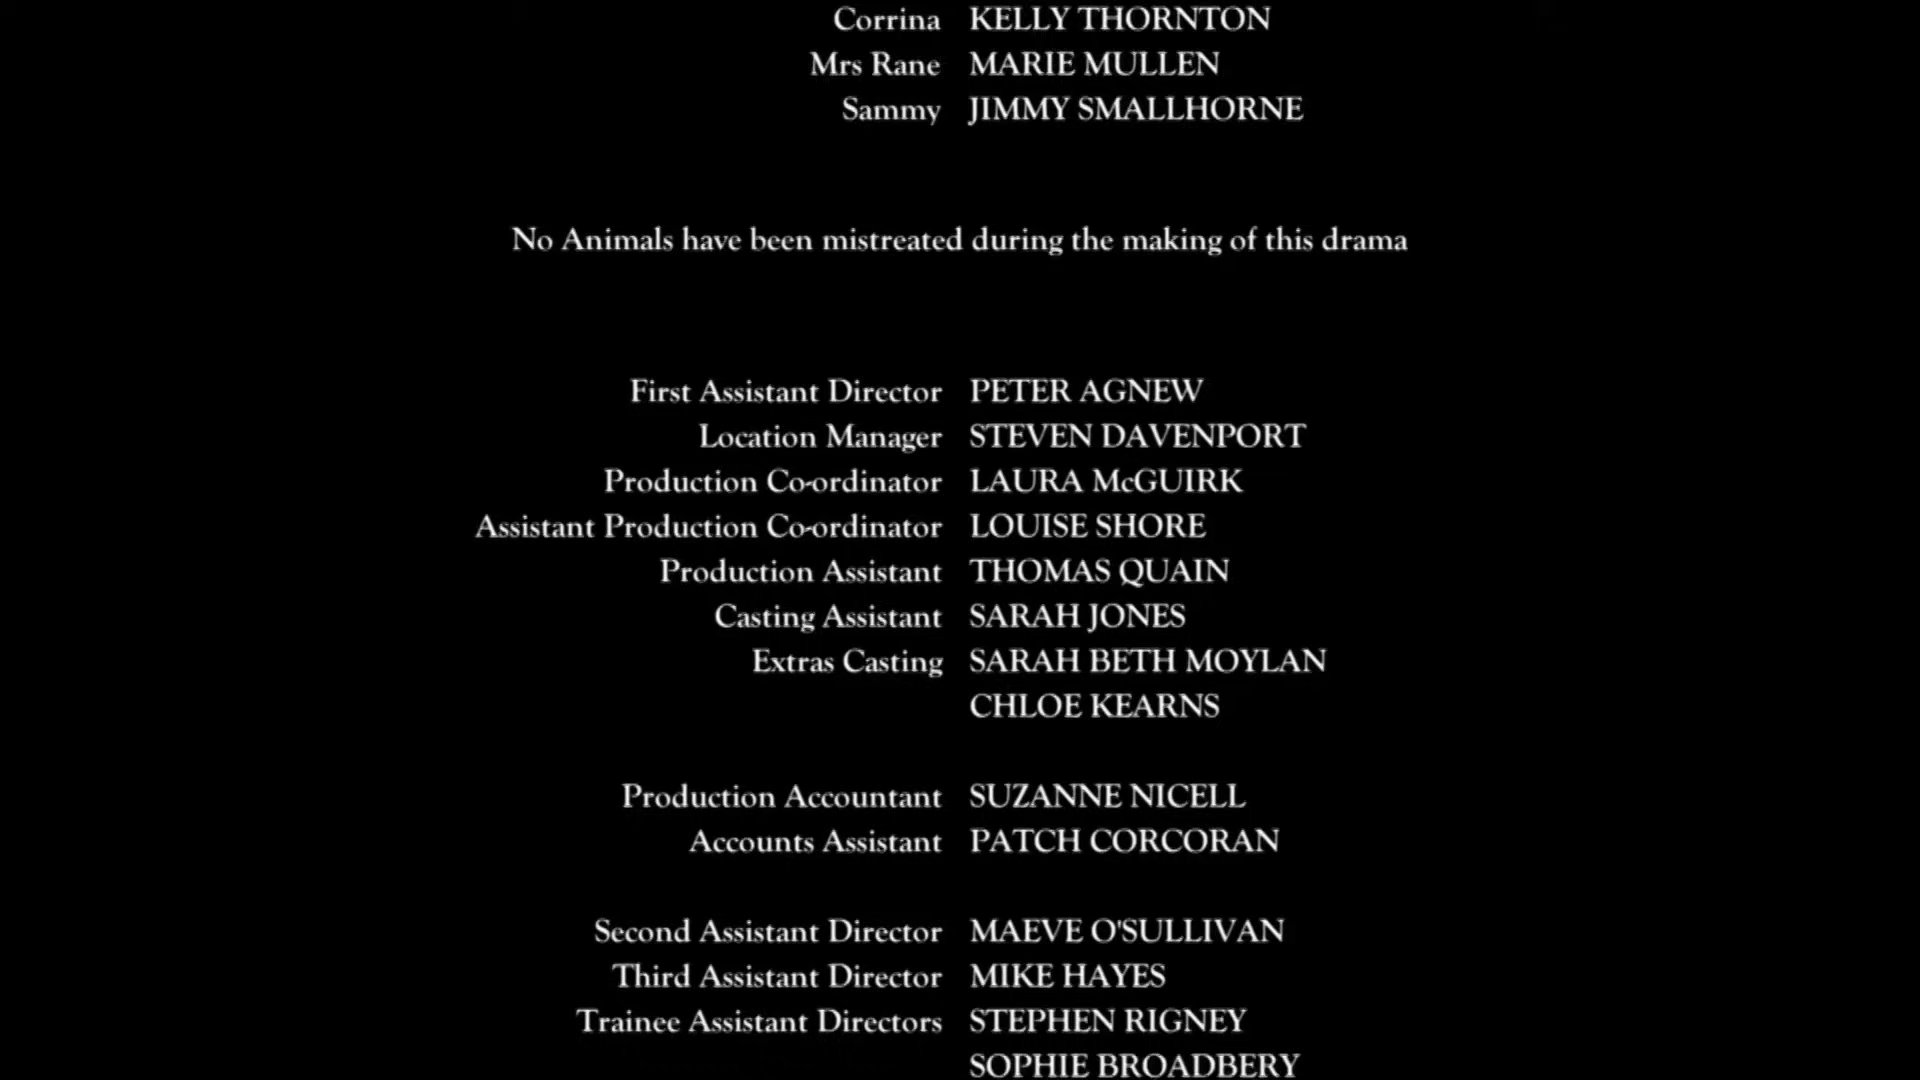 Corrina KELLY THORNTON
Mrs Rane MARIE MULLEN
Sammy JIMMY SMALLHORNE
No Animals have been mistreated during the making of this drama
First Assistant Director PETER AGNEW
Location Manager STEVEN DAVENPORT
Production Co-ordinator LAURA McGUIRK
Assistant Production Co-ordinator LOUISE SHORE
Production Assistant THOMAS QUAIN
Casting Assistant SARAH JONES
Extras Casting SARAH BETH MOYLAN
CHLOE KEARNS
Production Accountant SUZANNE NICELL
Accounts Assistant PATCH CORCORAN
Second Assistant Director MAEVE O'SULLIVAN
Third Assistant Director MIKE HAYES
Trainee Assistant Directors STEPHEN RIGNEY
SOPHIE BROADBERY